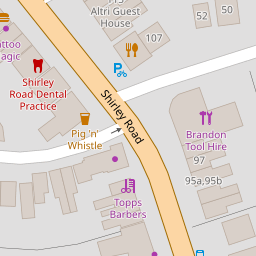 Altri Guest
House
52
50
107
attoo
agic
Shirley
Road Dental
Practice
Shirley Road
Pig 'n'
Whistle
Brandon
Tool Hire
97
95a,95b
Topps
Barbers